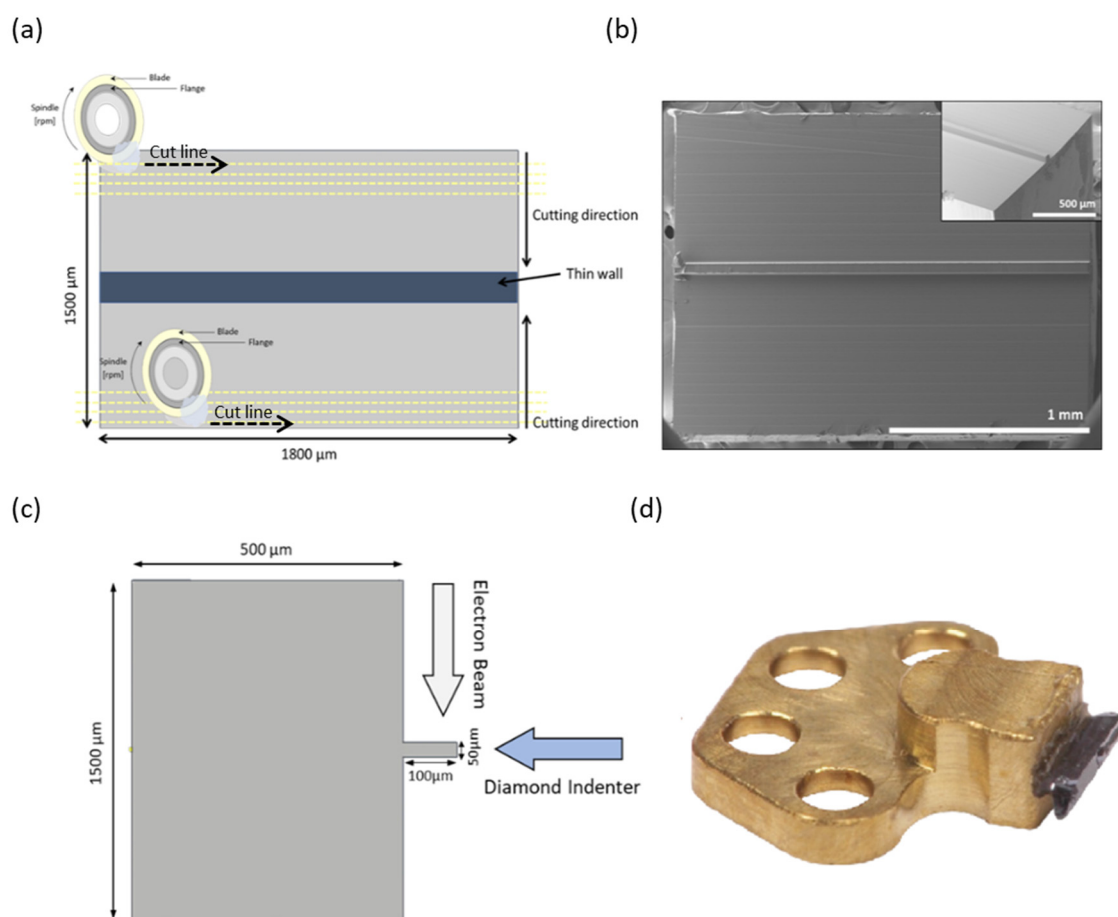 (a)
Blade
Flange
Spindle
[rpm]
Cut line
Cutting direction
Thin wall
1500 µm
Blade
Flange
Spindle
[rpm]
Cut line
Cutting direction
1800 µm
(b)
500 µm
1 mm
(c)
500 µm
Electron Beam
1500 µm
50µm
100µm
Diamond Indenter
(d)